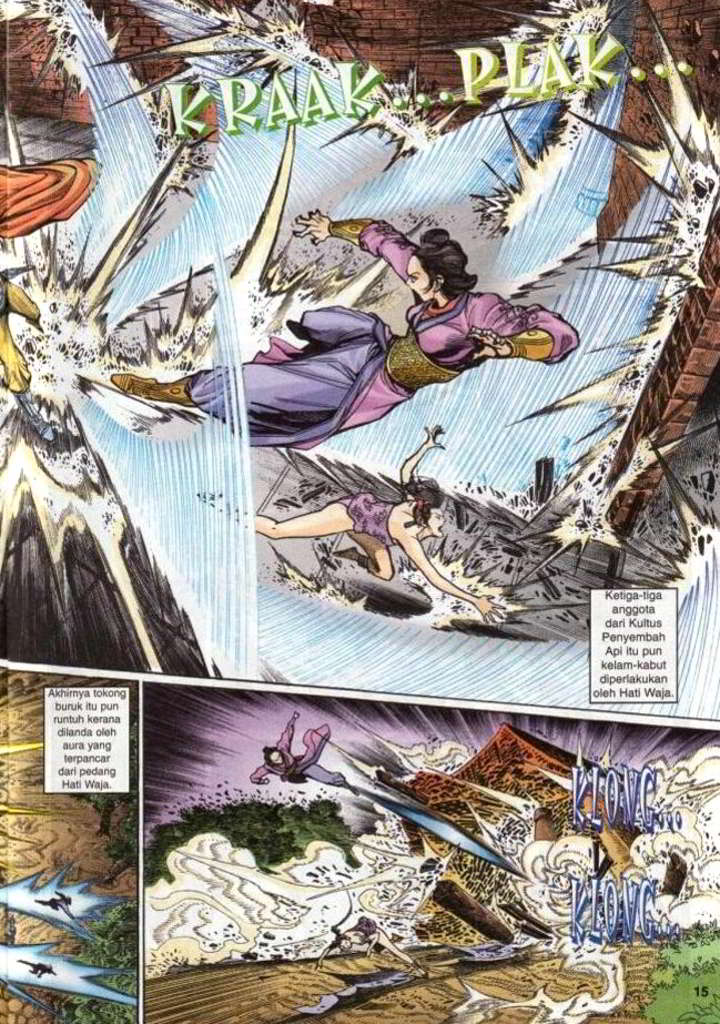 KRAAK...PLAK...
Ketiga-tiga
anggota
dari Kultus
Penyembah
Api itu pun
kelam-kabut
diperlakukan
oleh Hati Waja.
Akhirnya tokong
buruk itu pun
runtuh kerana
dilanda oleh
aura yang
terpancar
dari pedang
Hati Waja.
KLONG...
KLONG...
15